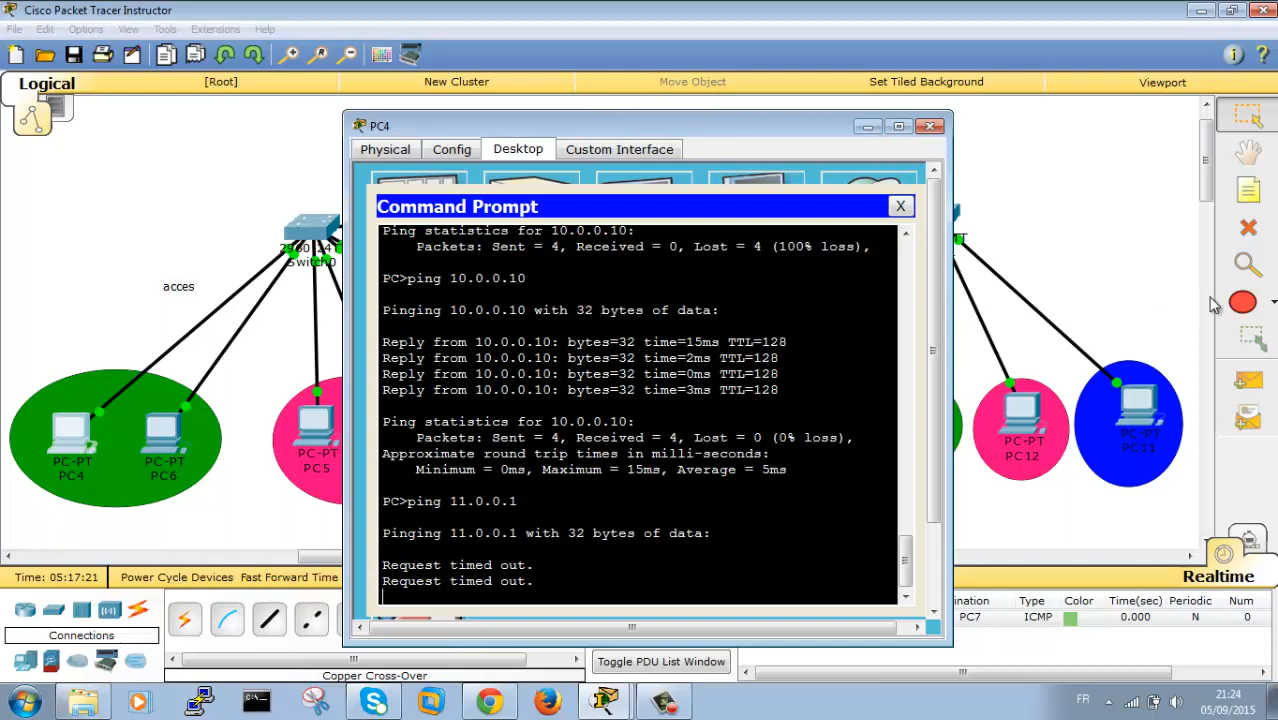 Cisco Packet Tracer Instructor
File Edit Options View Tools Extensions Help
Logical
[Root]
New Cluster
Move Object
Set Tiled Background
Viewport
PC4
Physical
Config
Desktop
Custom Interface
Command Prompt
X
Ping statistics for 10.0.0.10:
Packets: Sent = 4, Received = 0, Lost = 4 (100% loss),
PC>ping 10.0.0.10
Pinging 10.0.0.10 with 32 bytes of data:
Reply from 10.0.0.10: bytes=32 time=15ms TTL=128
Reply from 10.0.0.10: bytes=32 time=2ms TTL=128
Reply from 10.0.0.10: bytes=32 time=0ms TTL=128
Reply from 10.0.0.10: bytes=32 time=3ms TTL=128
Ping statistics for 10.0.0.10:
Packets: Sent = 4, Received = 4, Lost = 0 (0% loss),
Approximate round trip times in milli-seconds:
Minimum = 0ms, Maximum = 15ms, Average = 5ms
PC>ping 11.0.0.1
Pinging 11.0.0.1 with 32 bytes of data:
Request timed out.
Request timed out.
Switch0
acces
PC-PT
PC4
PC-PT
PC6
PC-PT
PC5
PC-PT
PC12
PC-PT
PC11
Time: 05:17:21
Power Cycle Devices
Fast Forward Time
Realtime
Connections
Copper Cross-Over
Toggle PDU List Window
ination Type Color Time(sec) Periodic Num
PC7 ICMP 0.000 N 0
FR
21:24
05/09/2015